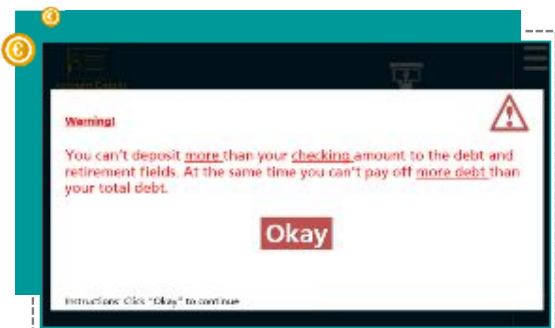 Warning!
You can't deposit more than your checking amount to the debt and
retirement fields. At the same time you can't pay off more debt than
your total debt.
Okay
Instructions: Click "Okay" to continue